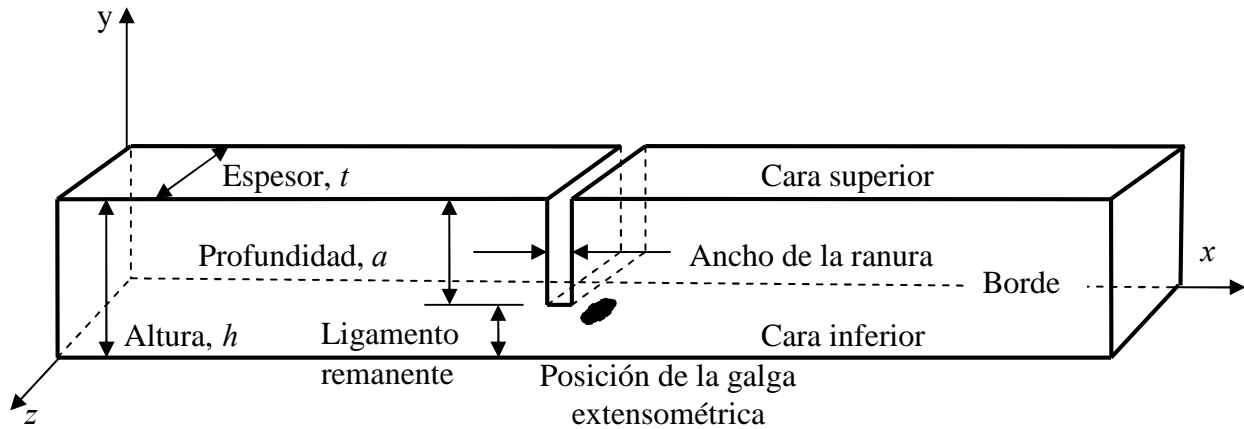 y
Espesor, t
Cara superior
Profundidad, a
Ancho de la ranura
x
Borde
Altura, h
Ligamento
remanente
Cara inferior
Posición de la galga
extensométrica
z